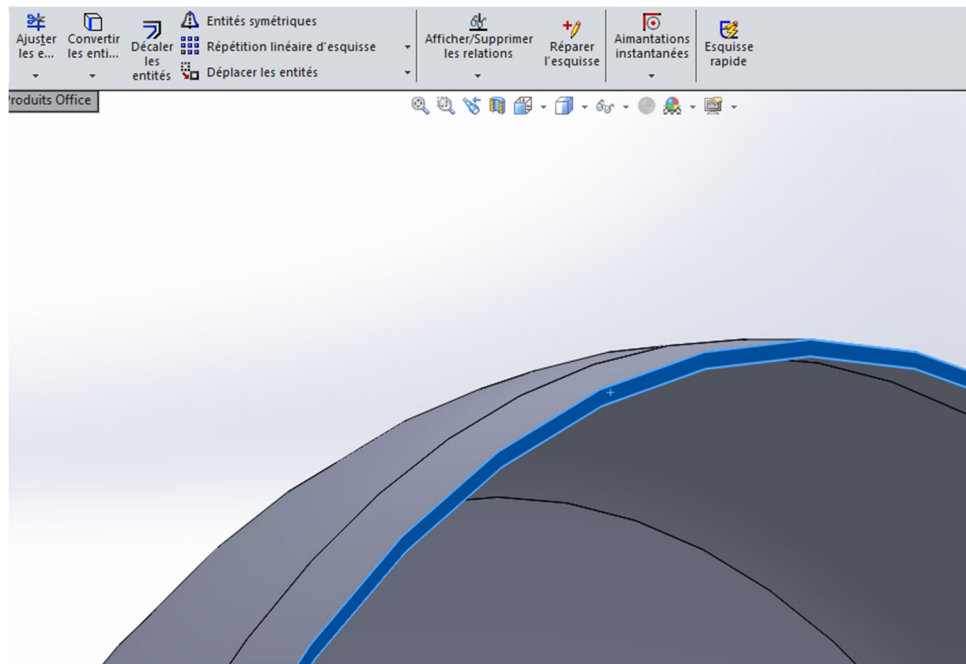 Ajuster
les e...
Convertir
les enti...
Décaler
les
entités
Entités symétriques
Répétition linéaire d'esquisse
Déplacer les entités
Afficher/Supprimer
les relations
Réparer
l'esquisse
Aimantations
instantanées
Esquisse
rapide
roduits Office